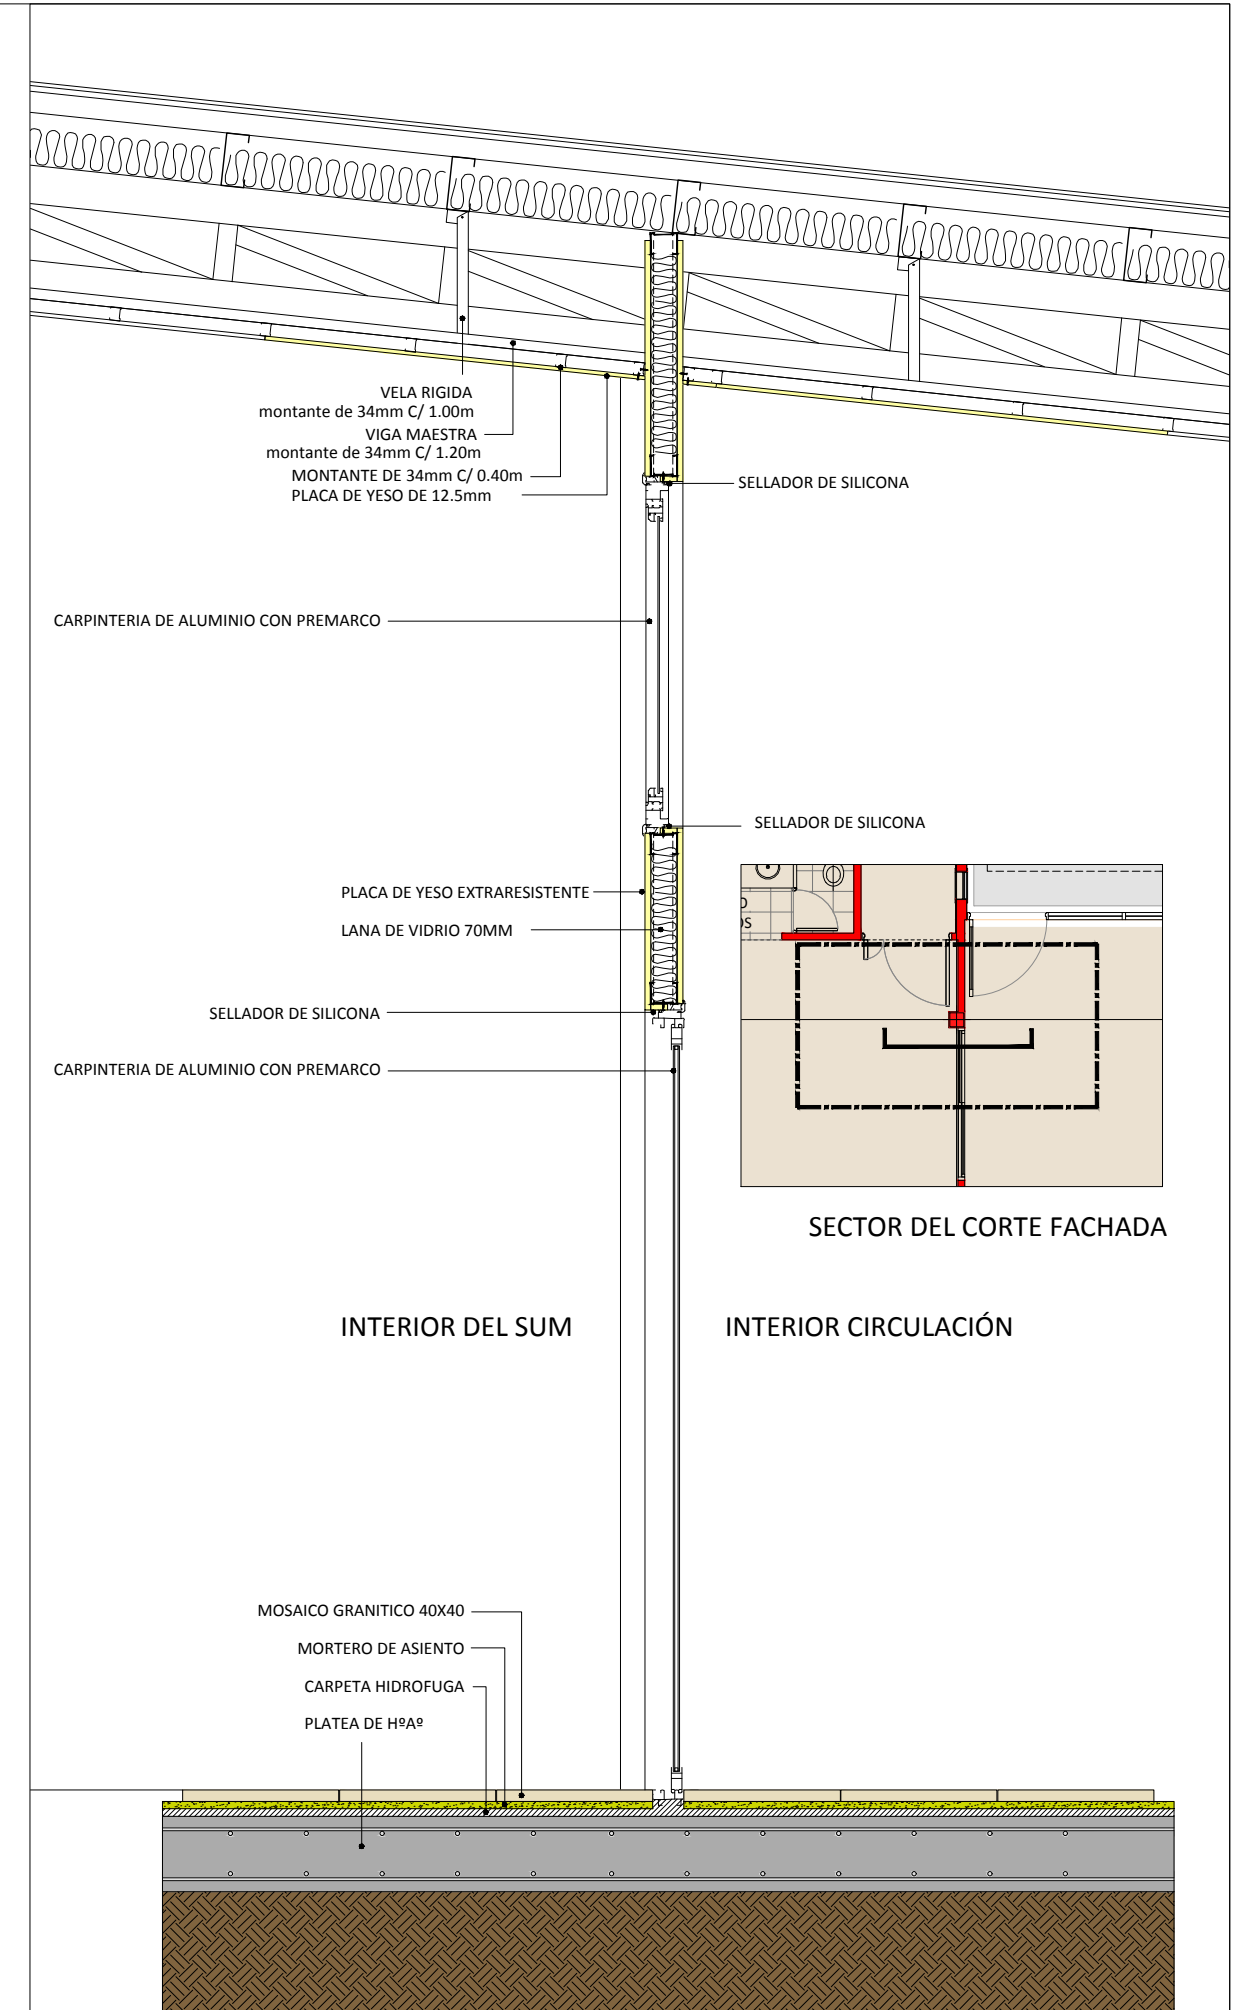 VELA RIGIDA
montante de 34mm C/ 1.00m
VIGA MAESTRA
montante de 34mm C/ 1.20m
MONTANTE DE 34mm C/ 0.40m
PLACA DE YESO DE 12.5mm
SELLADOR DE SILICONA
CARPINTERIA DE ALUMINIO CON PREMARCO
SELLADOR DE SILICONA
PLACA DE YESO EXTRARESISTENTE
LANA DE VIDRIO 70MM
SELLADOR DE SILICONA
CARPINTERIA DE ALUMINIO CON PREMARCO
SECTOR DEL CORTE FACHADA
INTERIOR DEL SUM
INTERIOR CIRCULACIÓN
MOSAICO GRANITICO 40X40
MORTERO DE ASIENTO
CARPETA HIDROFUGA
PLATEA DE HºAº